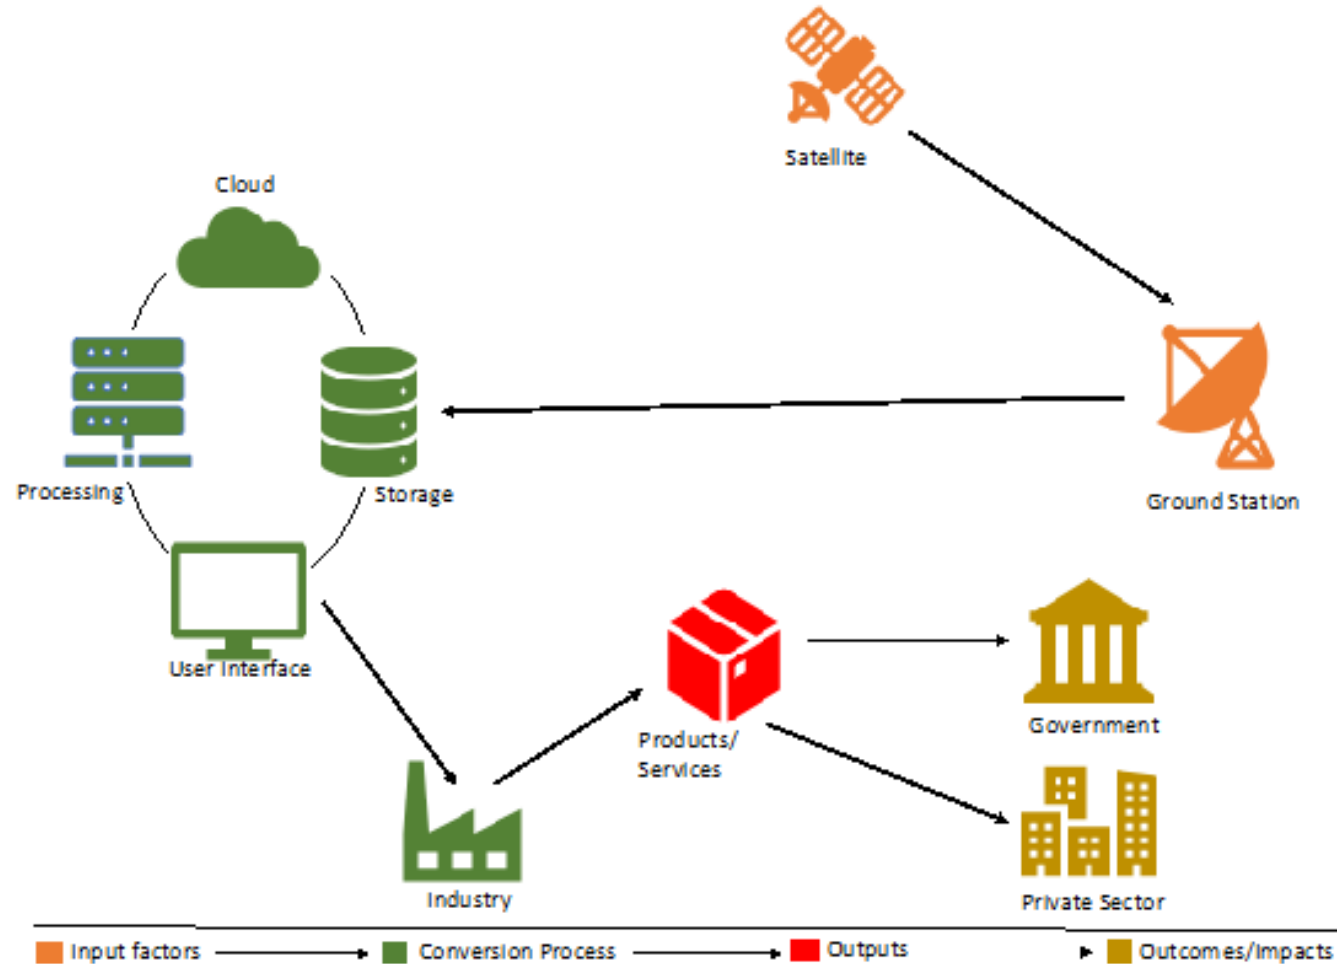 Satellite
Cloud
Processing
Storage
Ground Station
User Interface
Products/
Services
Government
Industry
Private Sector
Input factors
Conversion Process
Outputs
Outcomes/Impacts